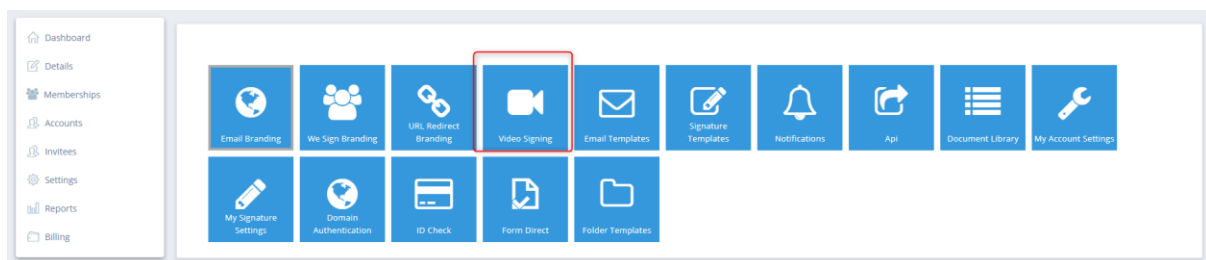 Dashboard
Details
Memberships
Accounts
Invitees
Settings
Reports
Billing
Email Branding
We Sign Branding
URL Redirect
Branding
Video Signing
Email Templates
Signature
Templates
Notifications
Api
Document Library
My Account Settings
My Signature
Settings
Domain
Authentication
ID Check
Form Direct
Folder Templates